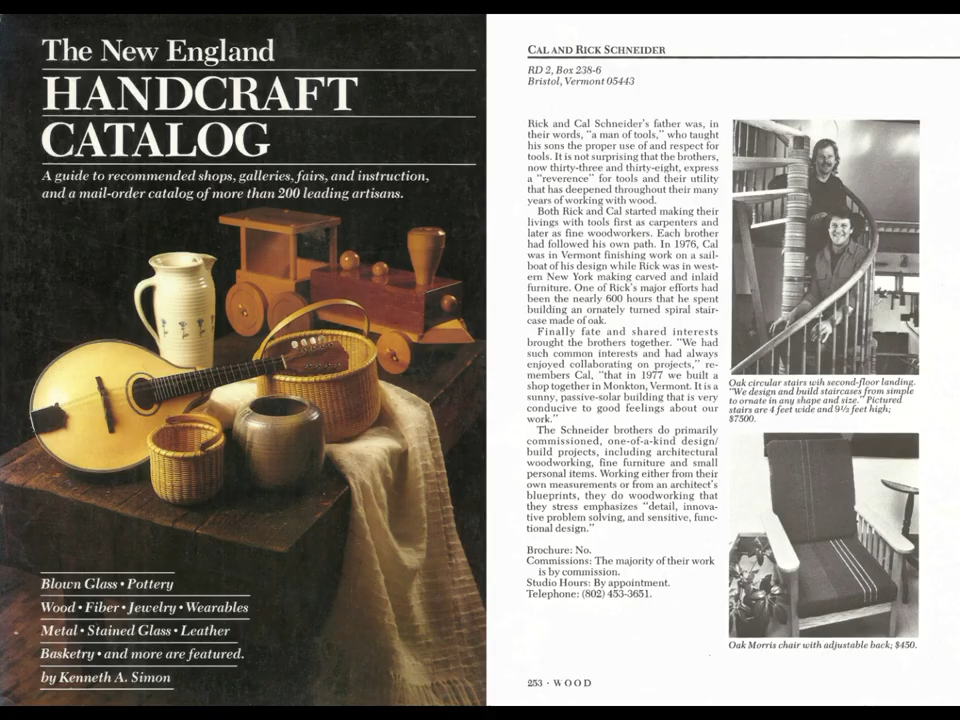 The New England
HANDCRAFT
CATALOG
A guide to recommended shops, galleries, fairs, and instruction,
and a mail-order catalog of more than 200 leading artisans.
Blown Glass • Pottery
Wood • Fiber • Jewelry • Wearables
Metal • Stained Glass • Leather
Basketry • and more are featured.
by Kenneth A. Simon
CAL AND RICK SCHNEIDER
RD 2, Box 238-6
Bristol, Vermont 05443
Rick and Cal Schneider's father was, in
their words, "a man of tools," who taught
his sons the proper use of and respect for
tools. It is not surprising that the brothers,
now thirty-three and thirty-eight, express
a "reverence" for tools and their utility
that has deepened throughout their many
years of working with wood.
Both Rick and Cal started making their
livings with tools first as carpenters and
later as fine woodworkers. Each brother
had followed his own path. In 1976, Cal
was in Vermont finishing work on a sail-
boat of his design while Rick was in west-
ern New York making carved and inlaid
furniture. One of Rick's major efforts had
been the nearly 600 hours that he spent
building an ornately turned spiral stair-
case made of oak.
Finally fate and shared interests
brought the brothers together. "We had
such common interests and had always
enjoyed collaborating on projects," re-
members Cal, "that in 1977 we built a
shop together in Monkton, Vermont. It is a
sunny, passive-solar building that is very
conducive to good feelings about our
work."
The Schneider brothers do primarily
commissioned, one-of-a-kind design/
build projects, including architectural
woodworking, fine furniture and small
personal items. Working either from their
own measurements or from an architect's
blueprints, they do woodworking that
they stress emphasizes "detail, innova-
tive problem solving, and sensitive, func-
tional design."
Brochure: No.
Commissions: The majority of their work
is by commission.
Studio Hours: By appointment.
Telephone: (802) 453-3651.
Oak circular stairs wih second-floor landing.
"We design and build staircases from simple
to ornate in any shape and size." Pictured
stairs are 4 feet wide and 9½ feet high;
$7500.
Oak Morris chair with adjustable back; $450.
253 · WOOD